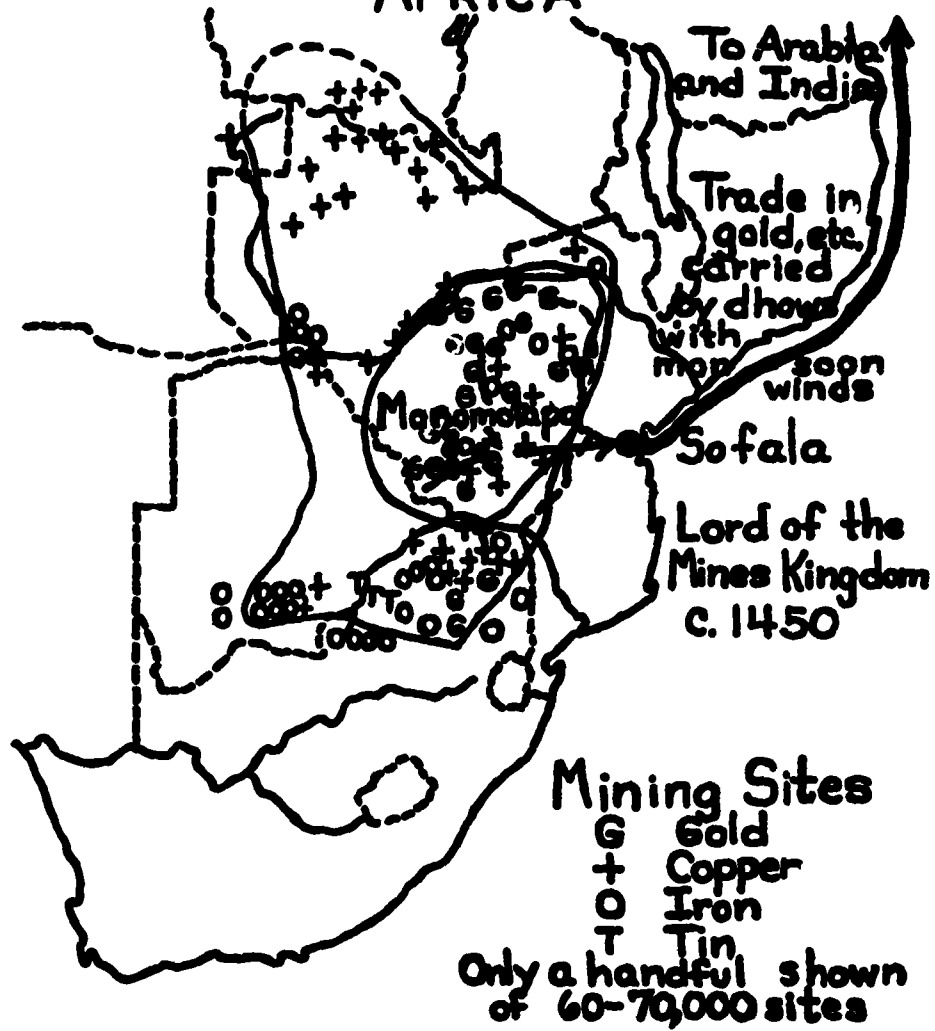 AFRICA
To Arabia
and India
Trade in
gold, etc.
carried
by dhows
with
monsoon
winds
Manomotapa
Sofala
Lord of the
Mines Kingdom
c. 1450
Mining Sites
G Gold
+ Copper
O Iron
T Tin
Only a handful shown
of 60-70,000 sites